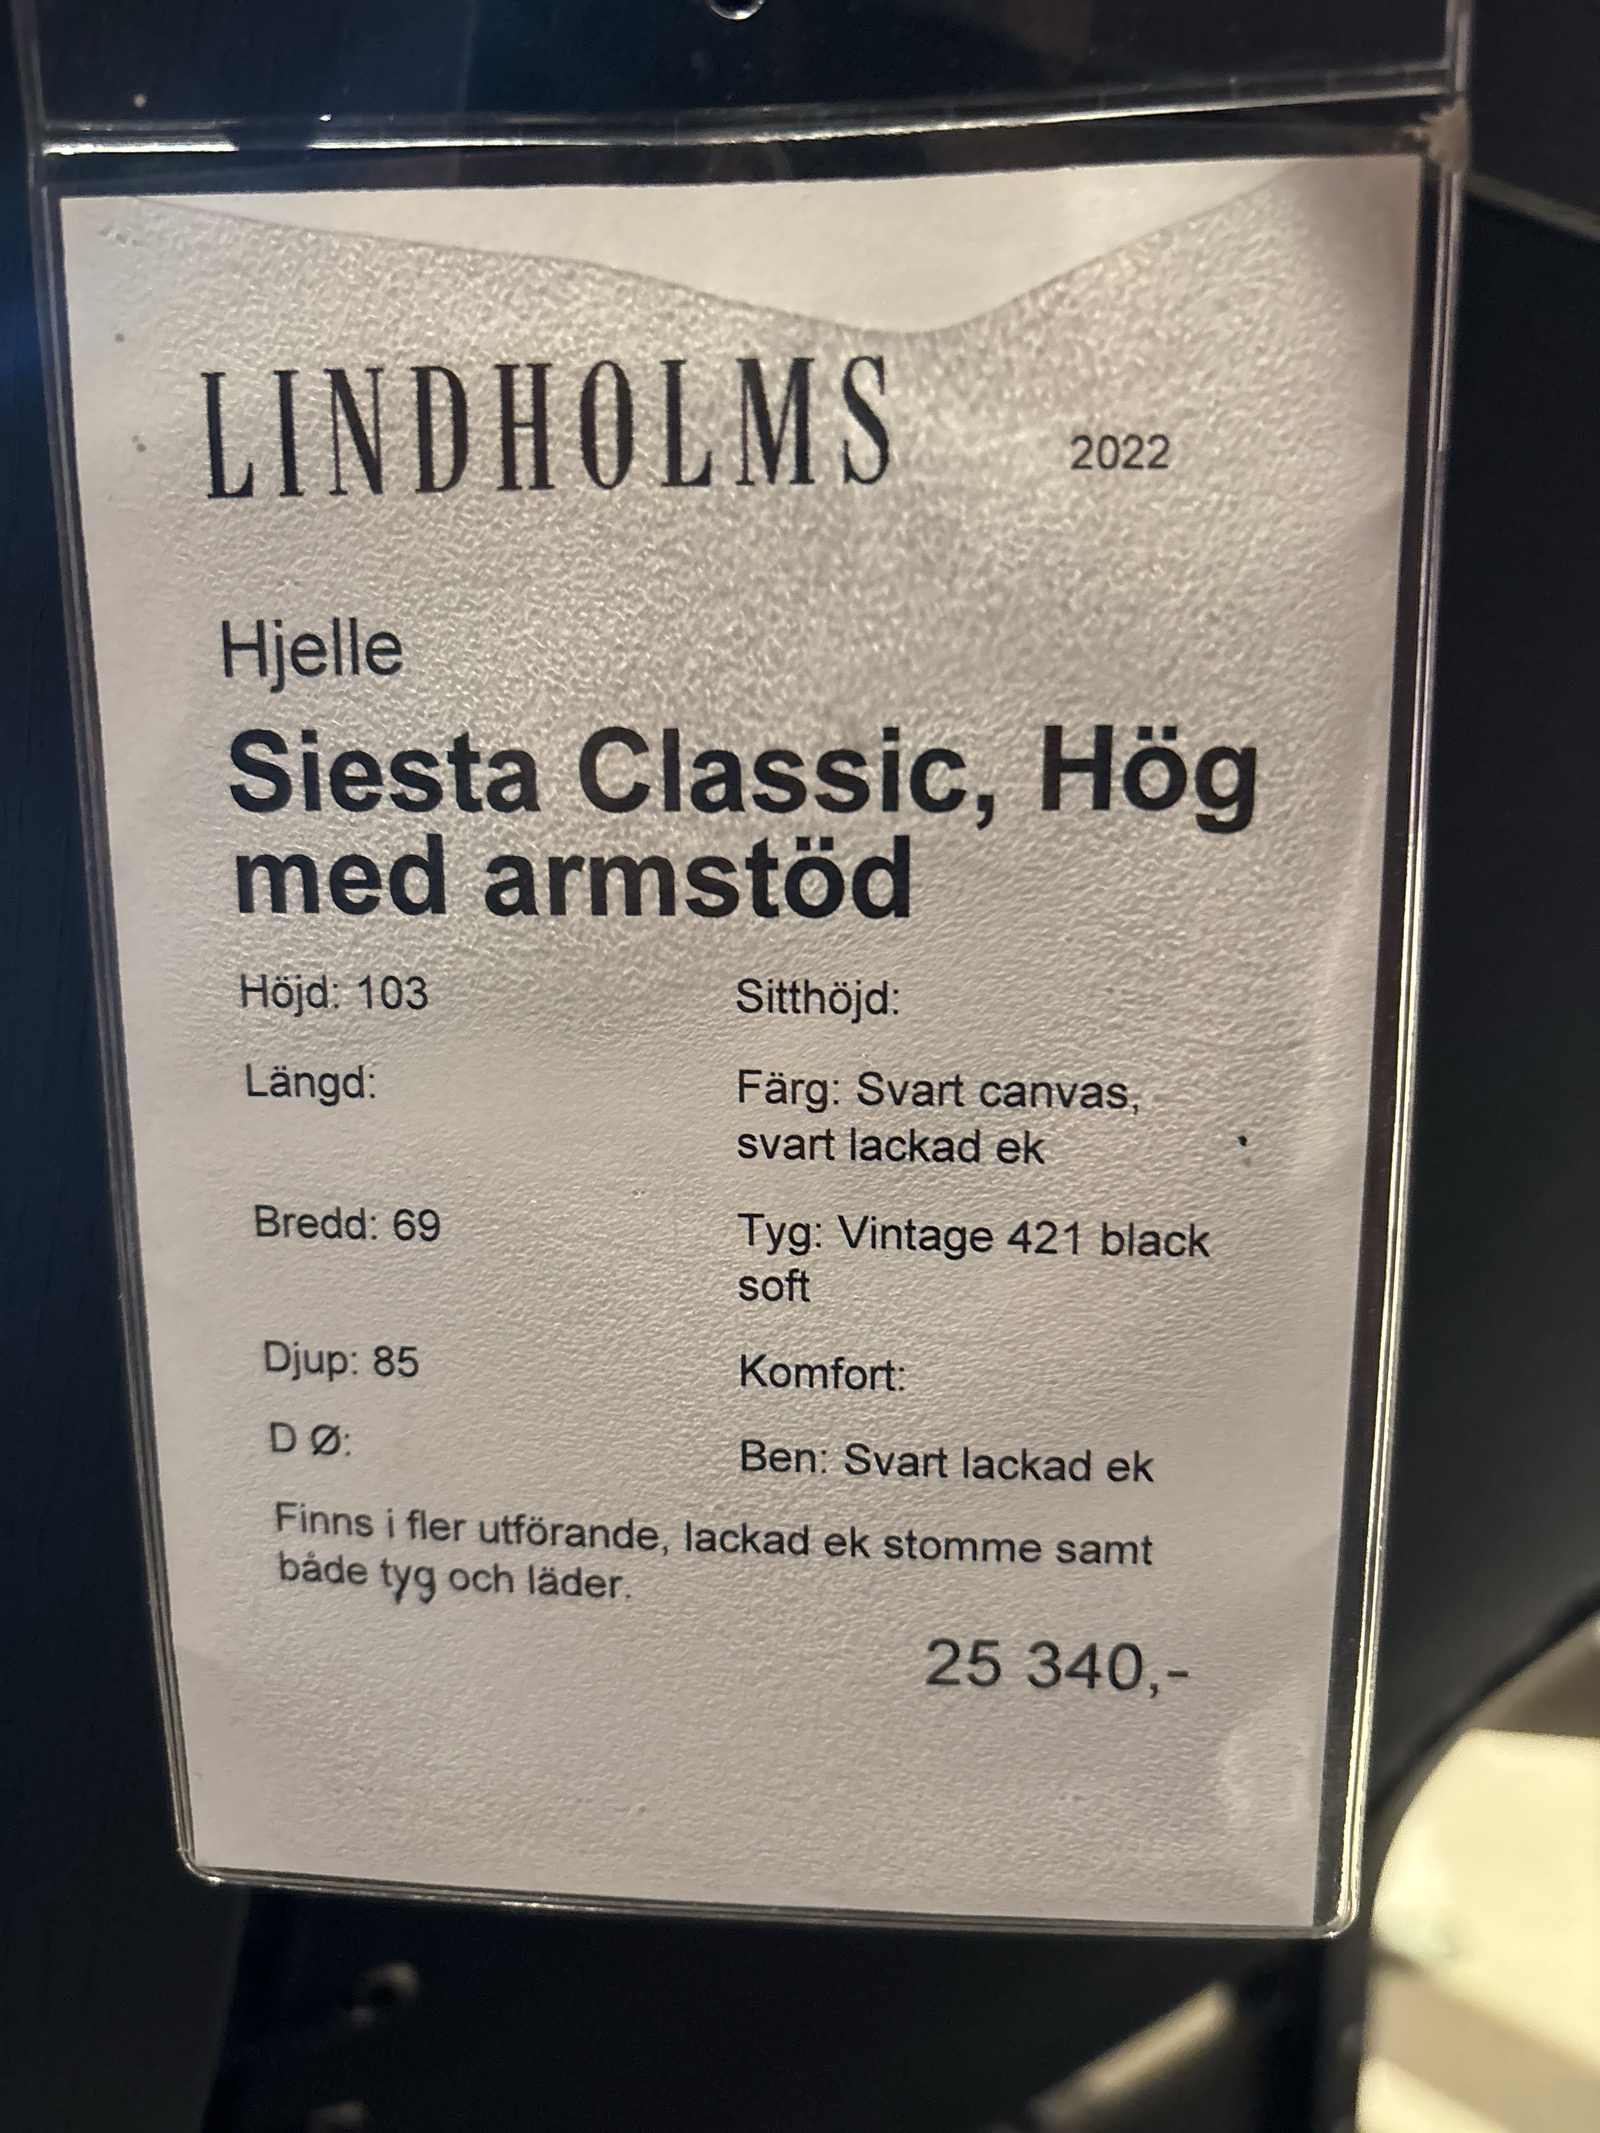 LINDHOLMS 2022
Hjelle
Siesta Classic, Hög
med armstöd
Höjd: 103 Sitthöjd:
Längd: Färg: Svart canvas,
svart lackad ek
Bredd: 69 Tyg: Vintage 421 black
soft
Djup: 85 Komfort:
D Ø: Ben: Svart lackad ek
Finns i fler utförande, lackad ek stomme samt
både tyg och läder.
25 340,-